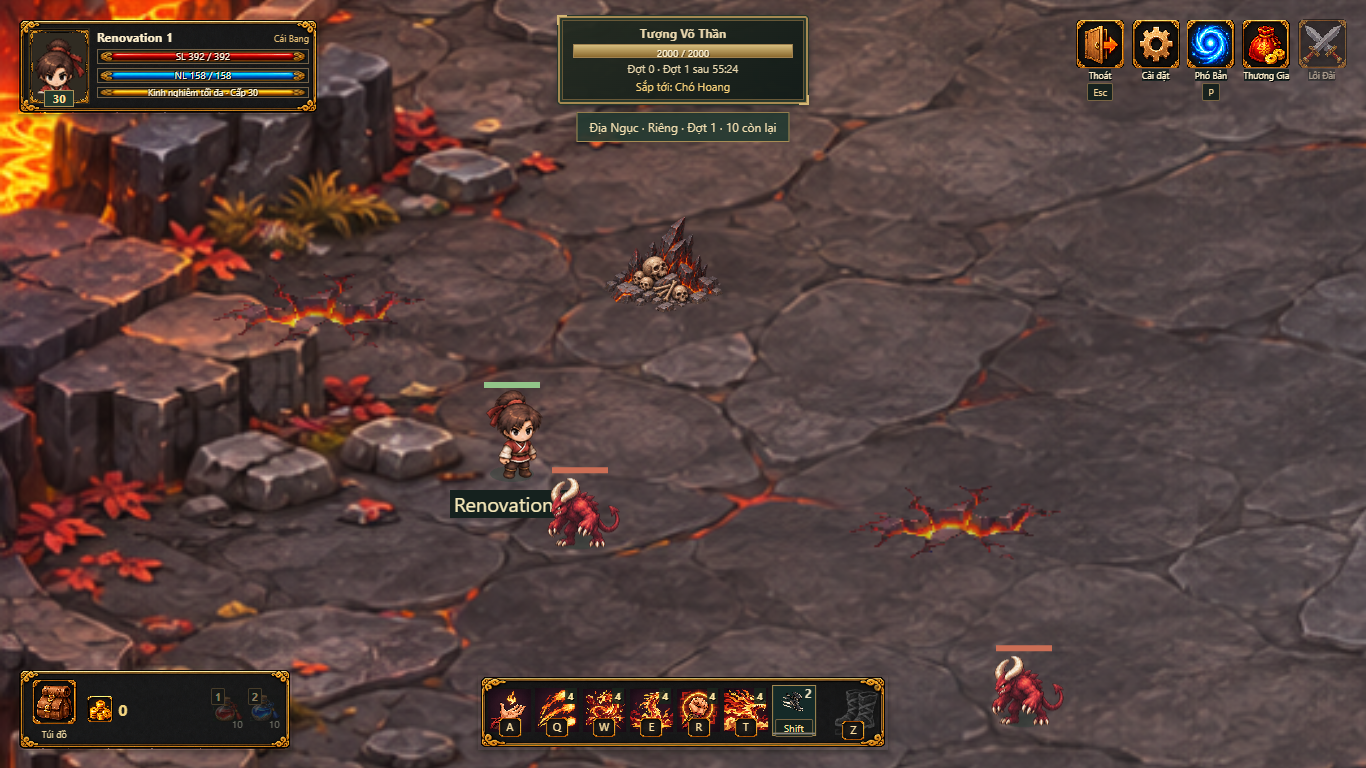 Renovation 1
Cái Bang
SL 392 / 392
NL 158 / 158
Kinh nghiệm tối đa · Cấp 30
30
Tượng Võ Thần
2000 / 2000
Đợt 0 · Đợt 1 sau 55:24
Sắp tới: Chó Hoang
Địa Ngục · Riêng · Đợt 1 · 10 còn lại
Thoát
Cài đặt
Phó Bản
Thương Gia
Lôi Đài
Esc
P
Renovation
Túi đồ
0
1
10
2
10
A
4
Q
4
W
4
E
4
R
4
T
2
Shift
Z